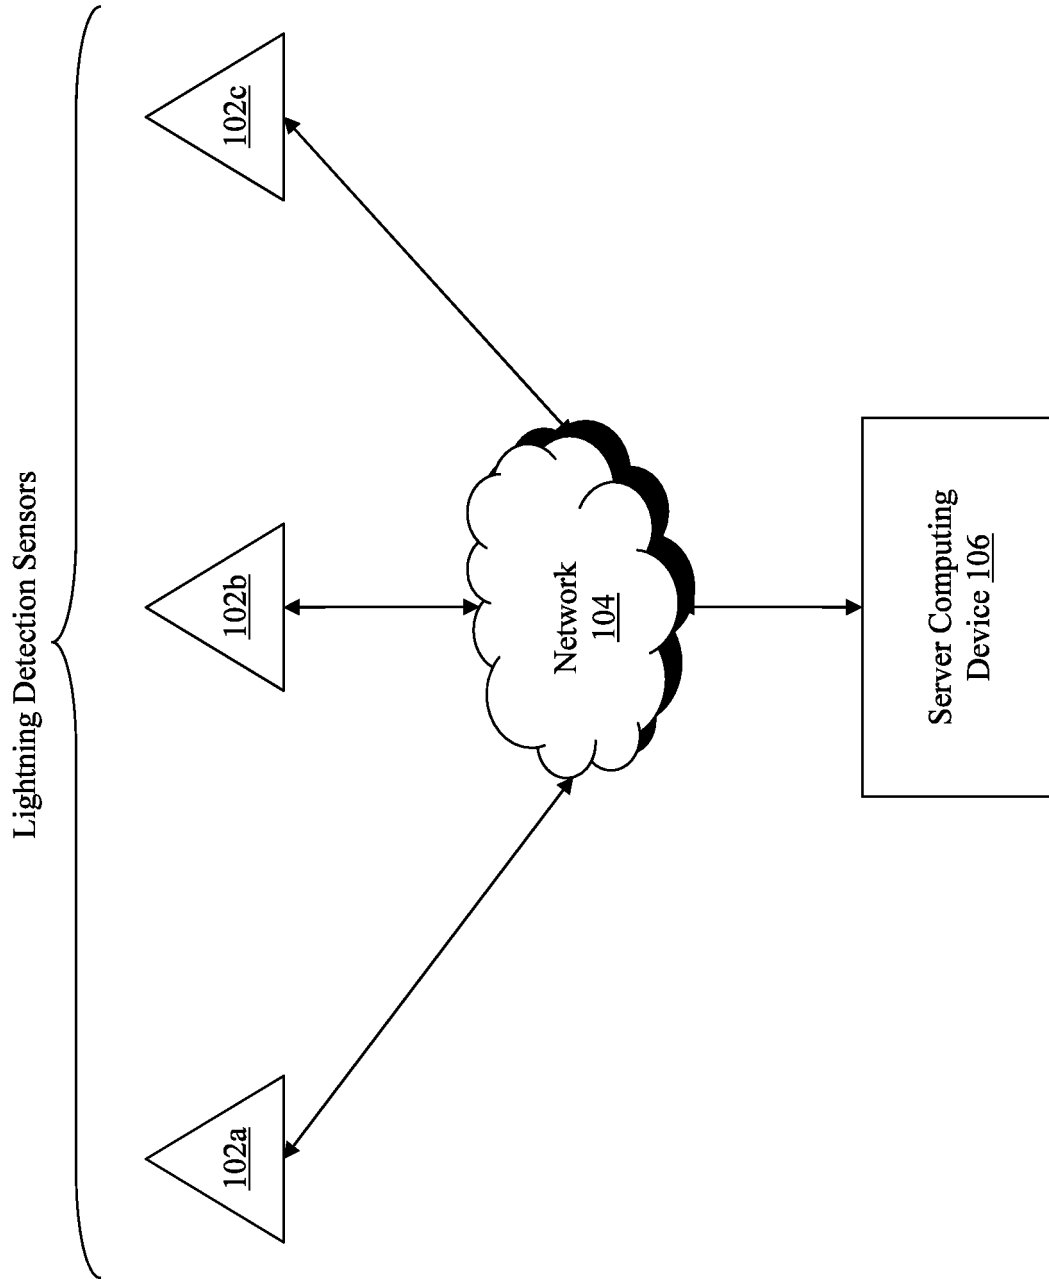 Lightning Detection Sensors
102a
102b
102c
Network
104
Server Computing
Device 106